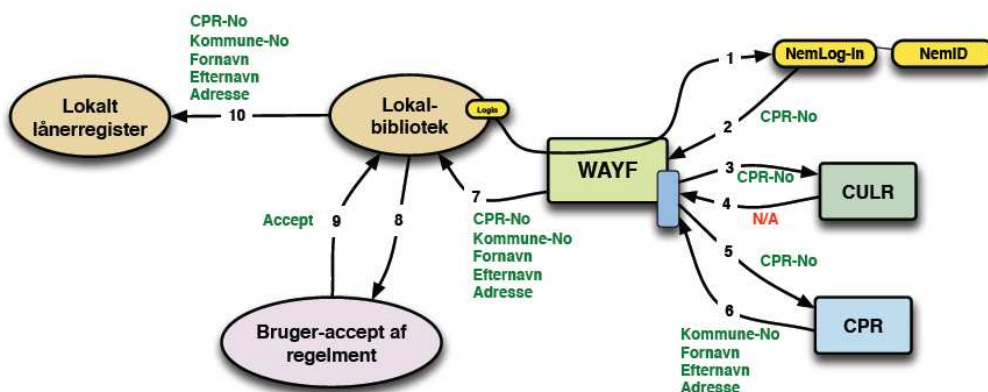 CPR-No
Kommune-No
Fornavn
Efternavn
Adresse
10
Lokalt
lånerregister
Lokal-
bibliotek
Login
1
NemLog-In
NemID
2
CPR-No
WAYF
3
CPR-No
4
N/A
CULR
7
CPR-No
Kommune-No
Fornavn
Efternavn
Adresse
Accept
9
8
5
CPR-No
6
Kommune-No
Fornavn
Efternavn
Adresse
CPR
Bruger-accept af
regelment